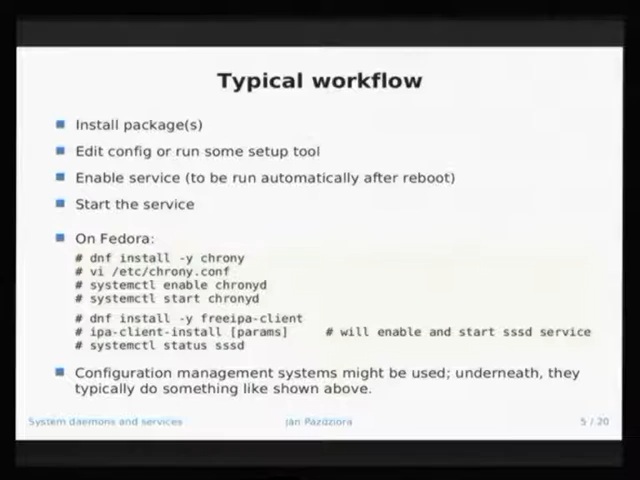 Typical workflow
Install package(s)
Edit config or run some setup tool
Enable service (to be run automatically after reboot)
Start the service
On Fedora:
# dnf install -y chrony
# vi /etc/chrony.conf
# systemctl enable chronyd
# systemctl start chronyd
# dnf install -y freeipa-client
# ipa-client-install [params]     # will enable and start sssd service
# systemctl status sssd
Configuration management systems might be used; underneath, they
typically do something like shown above.
System daemons and services Jan Pazdziora 5 / 20